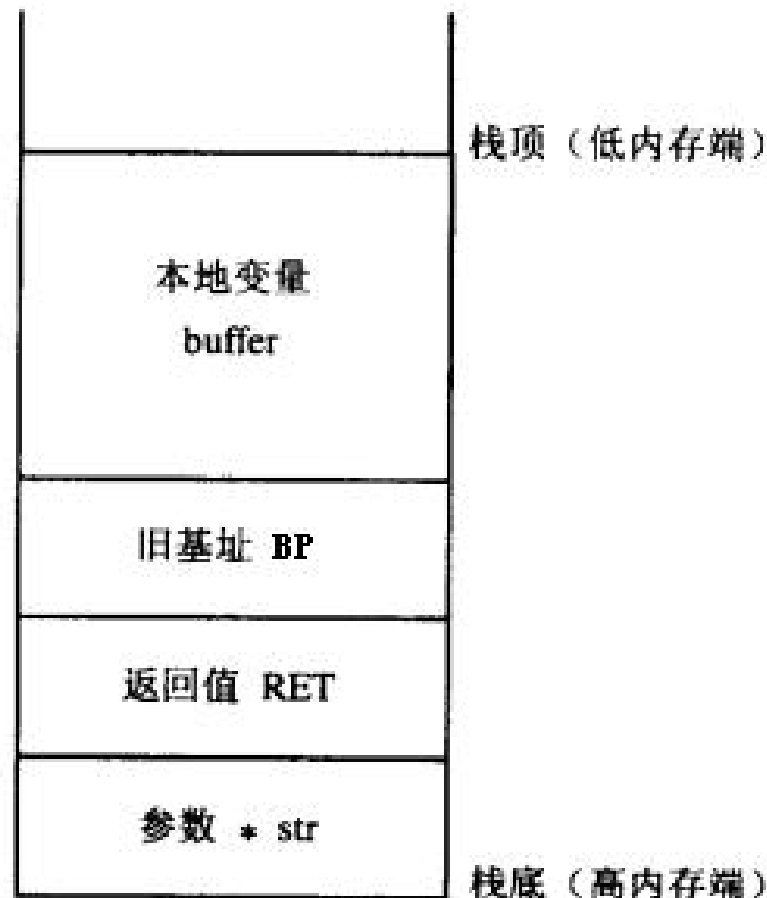 栈顶（低内存端）
本地变量
buffer
旧基址 BP
返回值 RET
参数 * str
栈底（高内存端）